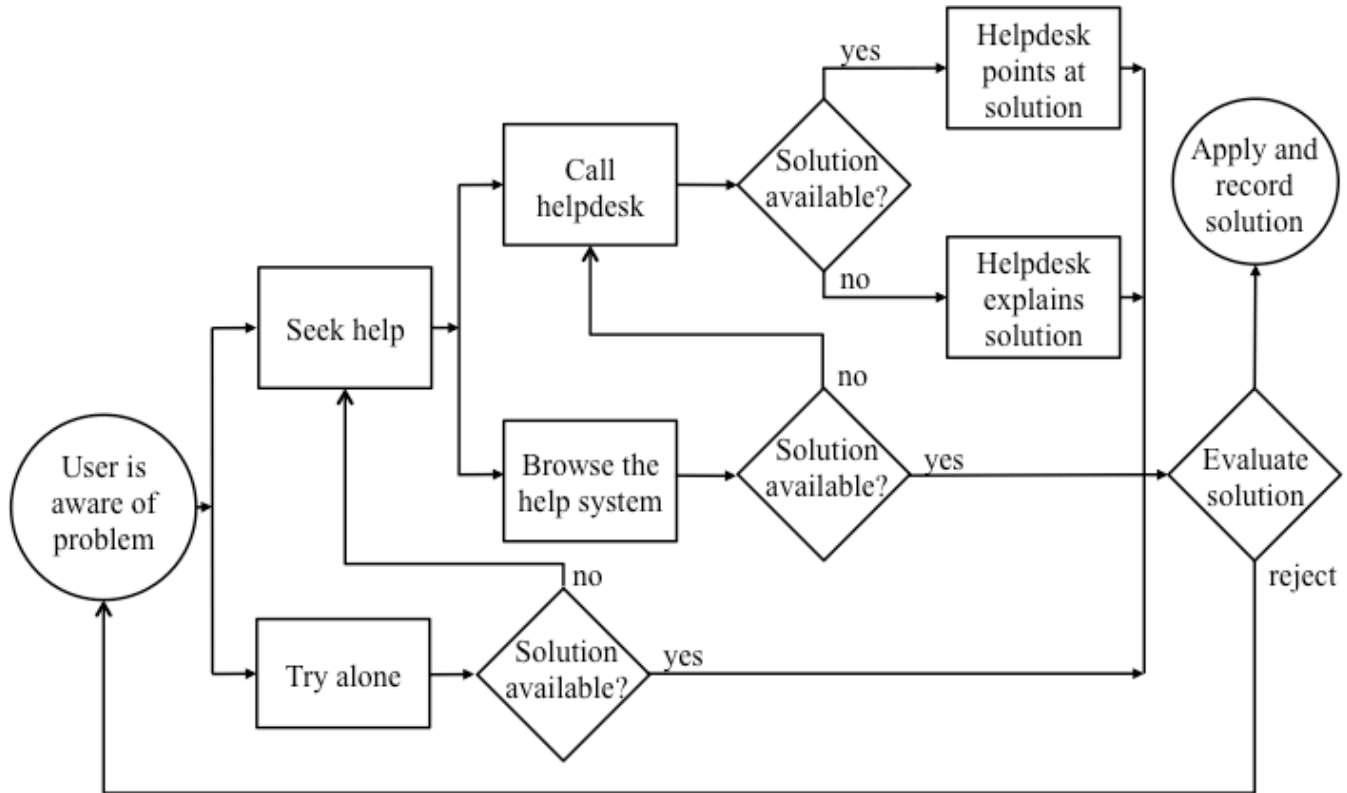 yes
Helpdesk
points at
solution
Call
helpdesk
Solution
available?
Apply and
record
solution
no
Helpdesk
explains
solution
Seek help
no
User is
aware of
problem
Browse the
help system
Solution
available?
yes
Evaluate
solution
no
reject
Try alone
Solution
available?
yes